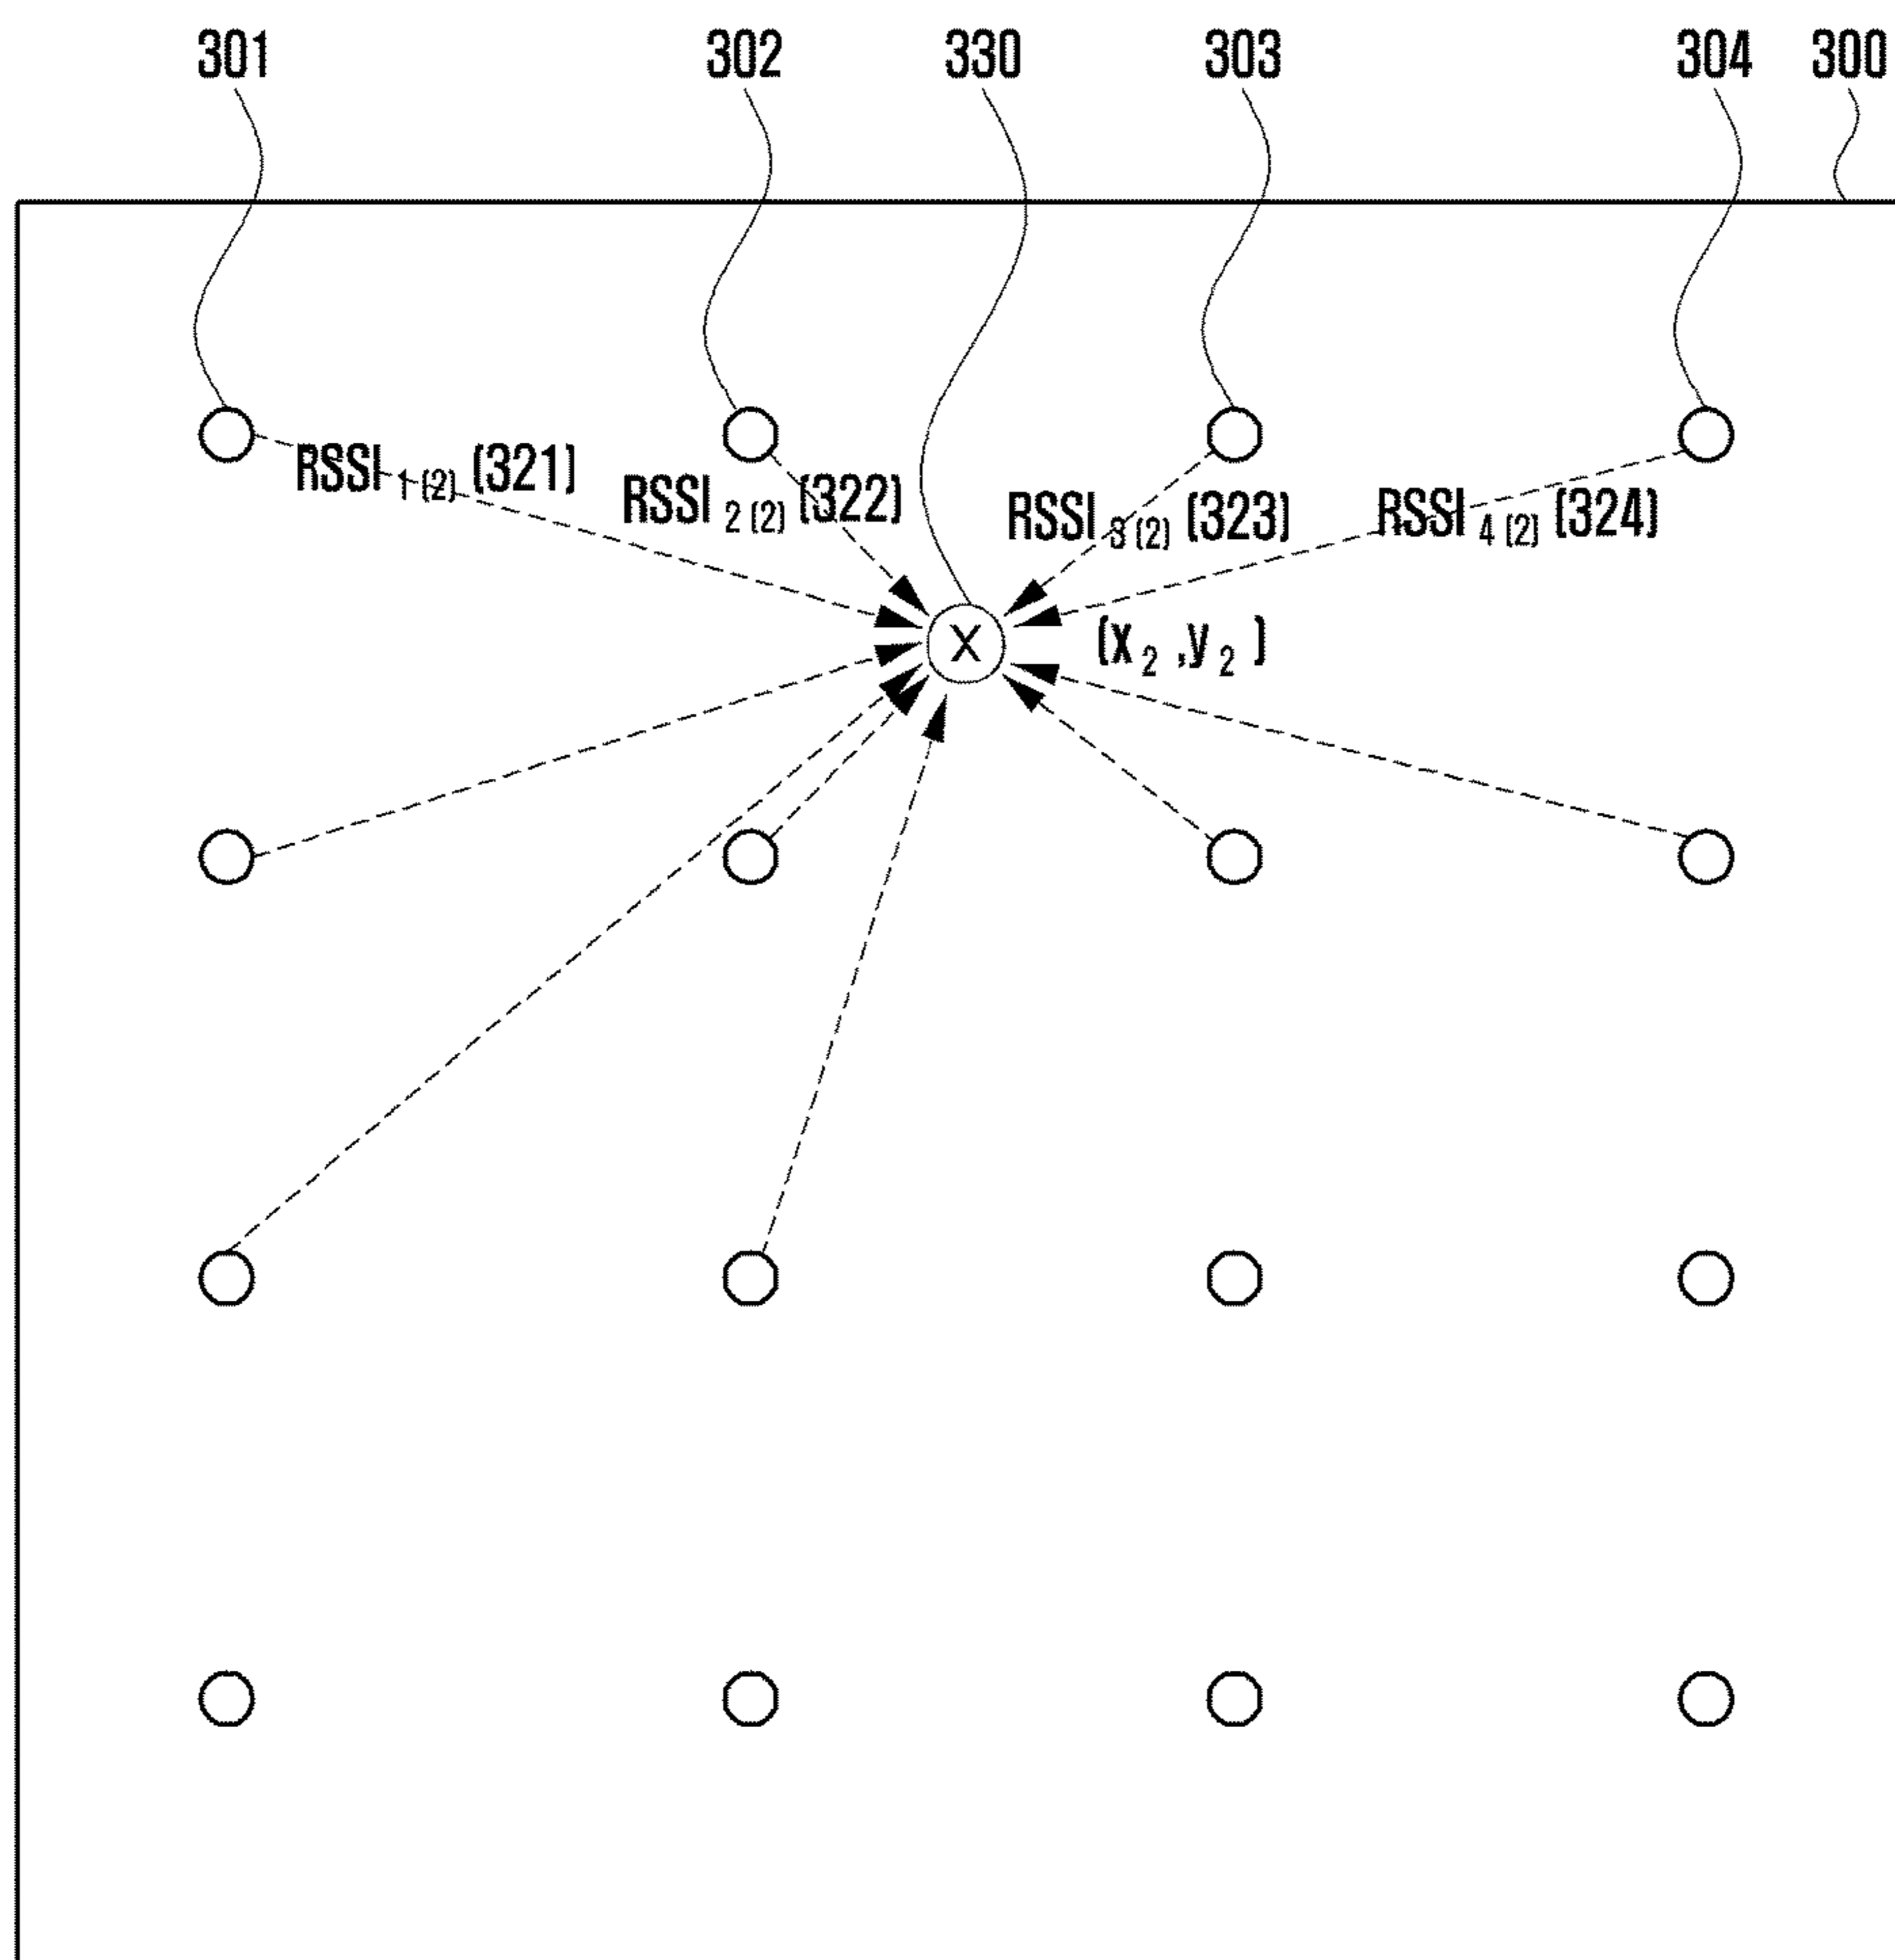 301 302 330 303 304 300
RSSI 1 (2) (321)
RSSI 2 (2) (322)
RSSI 3 (2) (323)
RSSI 4 (2) (324)
X
(x 2 ,y 2 )